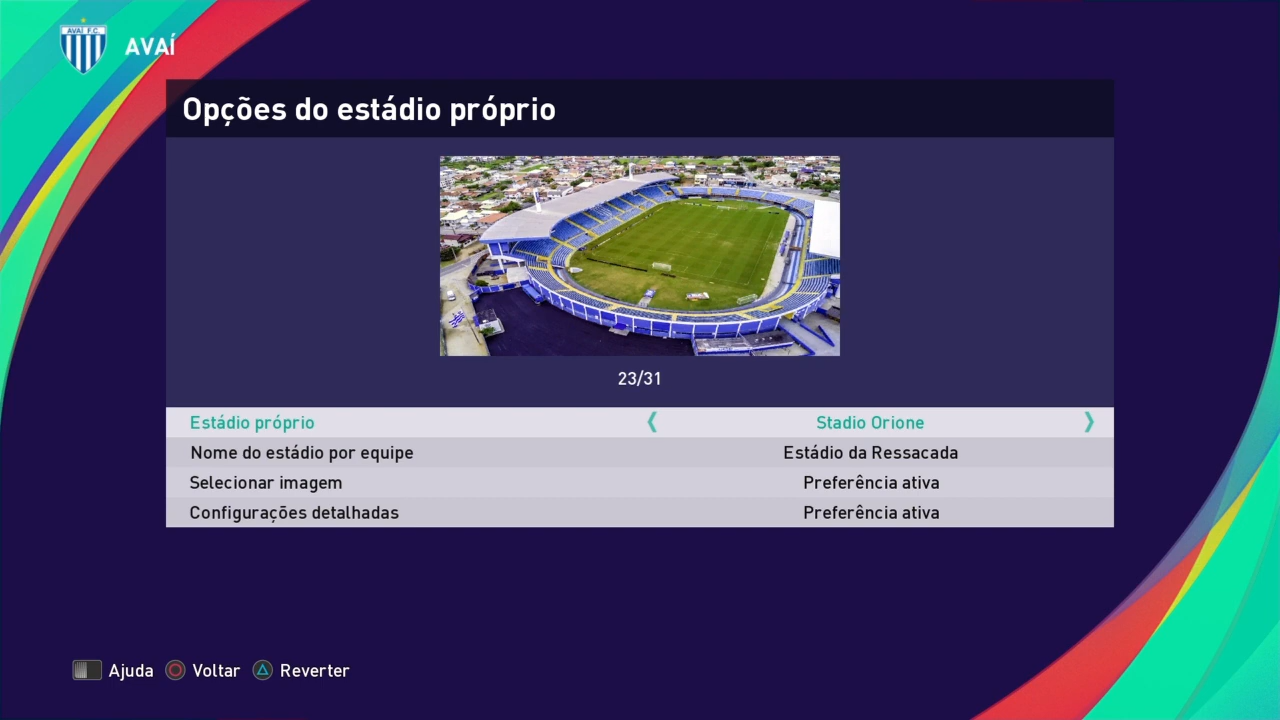 AVAÍ F.C.
AVAÍ
Opções do estádio próprio
23/31
Estádio próprio Stadio Orione
Nome do estádio por equipe Estádio da Ressacada
Selecionar imagem Preferência ativa
Configurações detalhadas Preferência ativa
Ajuda Voltar Reverter